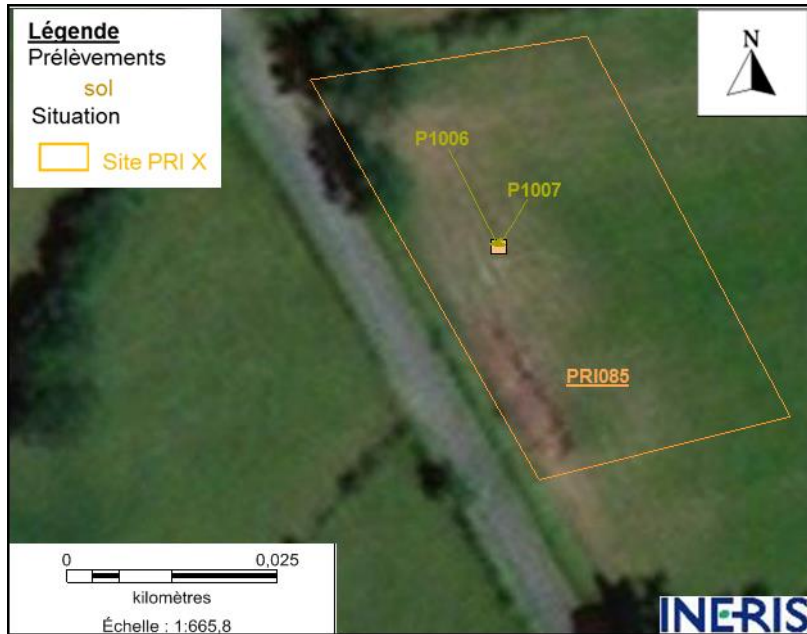 Légende
Prélèvements
sol
Situation
Site PRI X
N
P1006
P1007
PRI085
0 0,025
kilomètres
Échelle : 1:665,8
INERIS